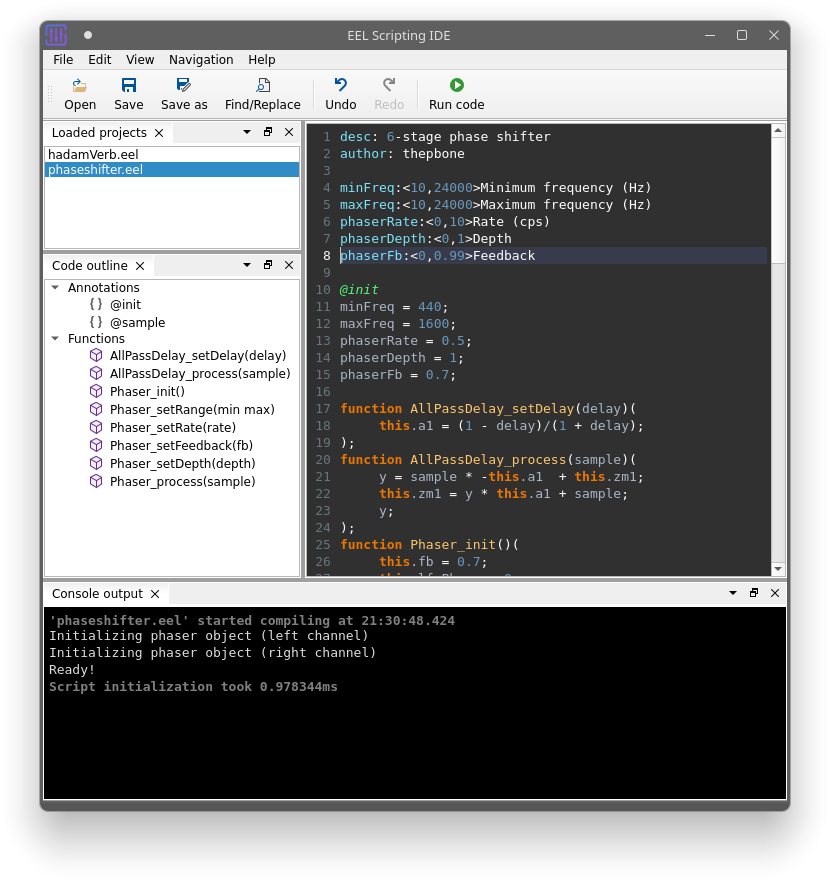 EEL Scripting IDE
File Edit View Navigation Help
Open Save Save as Find/Replace Undo Redo Run code
Loaded projects
hadamVerb.eel
phaseshifter.eel
Code outline
Annotations
{ } @init
{ } @sample
Functions
AllPassDelay_setDelay(delay)
AllPassDelay_process(sample)
Phaser_init()
Phaser_setRange(min max)
Phaser_setRate(rate)
Phaser_setFeedback(fb)
Phaser_setDepth(depth)
Phaser_process(sample)
1 desc: 6-stage phase shifter
2 author: thepbone
3
4 minFreq:<10,24000>Minimum frequency (Hz)
5 maxFreq:<10,24000>Maximum frequency (Hz)
6 phaserRate:<0,10>Rate (cps)
7 phaserDepth:<0,1>Depth
8 phaserFb:<0,0.99>Feedback
9
10 @init
11 minFreq = 440;
12 maxFreq = 1600;
13 phaserRate = 0.5;
14 phaserDepth = 1;
15 phaserFb = 0.7;
16
17 function AllPassDelay_setDelay(delay)(
18 this.a1 = (1 - delay)/(1 + delay);
19 );
20 function AllPassDelay_process(sample)(
21 y = sample * -this.a1  + this.zm1;
22 this.zm1 = y * this.a1 + sample;
23 y;
24 );
25 function Phaser_init()(
26 this.fb = 0.7;
Console output
'phaseshifter.eel' started compiling at 21:30:48.424
Initializing phaser object (left channel)
Initializing phaser object (right channel)
Ready!
Script initialization took 0.978344ms